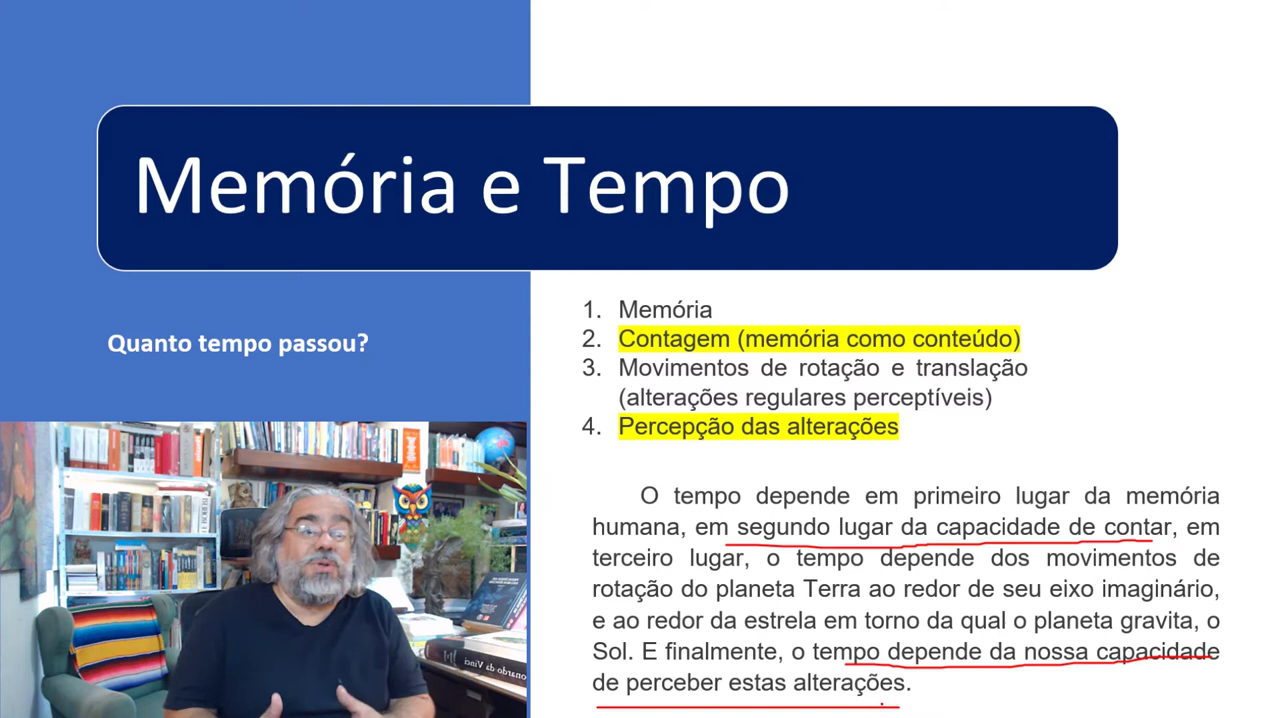 Memória e Tempo
Quanto tempo passou?
1. Memória
2. Contagem (memória como conteúdo)
3. Movimentos de rotação e translação
(alterações regulares perceptíveis)
4. Percepção das alterações
O tempo depende em primeiro lugar da memória
humana, em segundo lugar da capacidade de contar, em
terceiro lugar, o tempo depende dos movimentos de
rotação do planeta Terra ao redor de seu eixo imaginário,
e ao redor da estrela em torno da qual o planeta gravita, o
Sol. E finalmente, o tempo depende da nossa capacidade
de perceber estas alterações.
onardo da Vinci